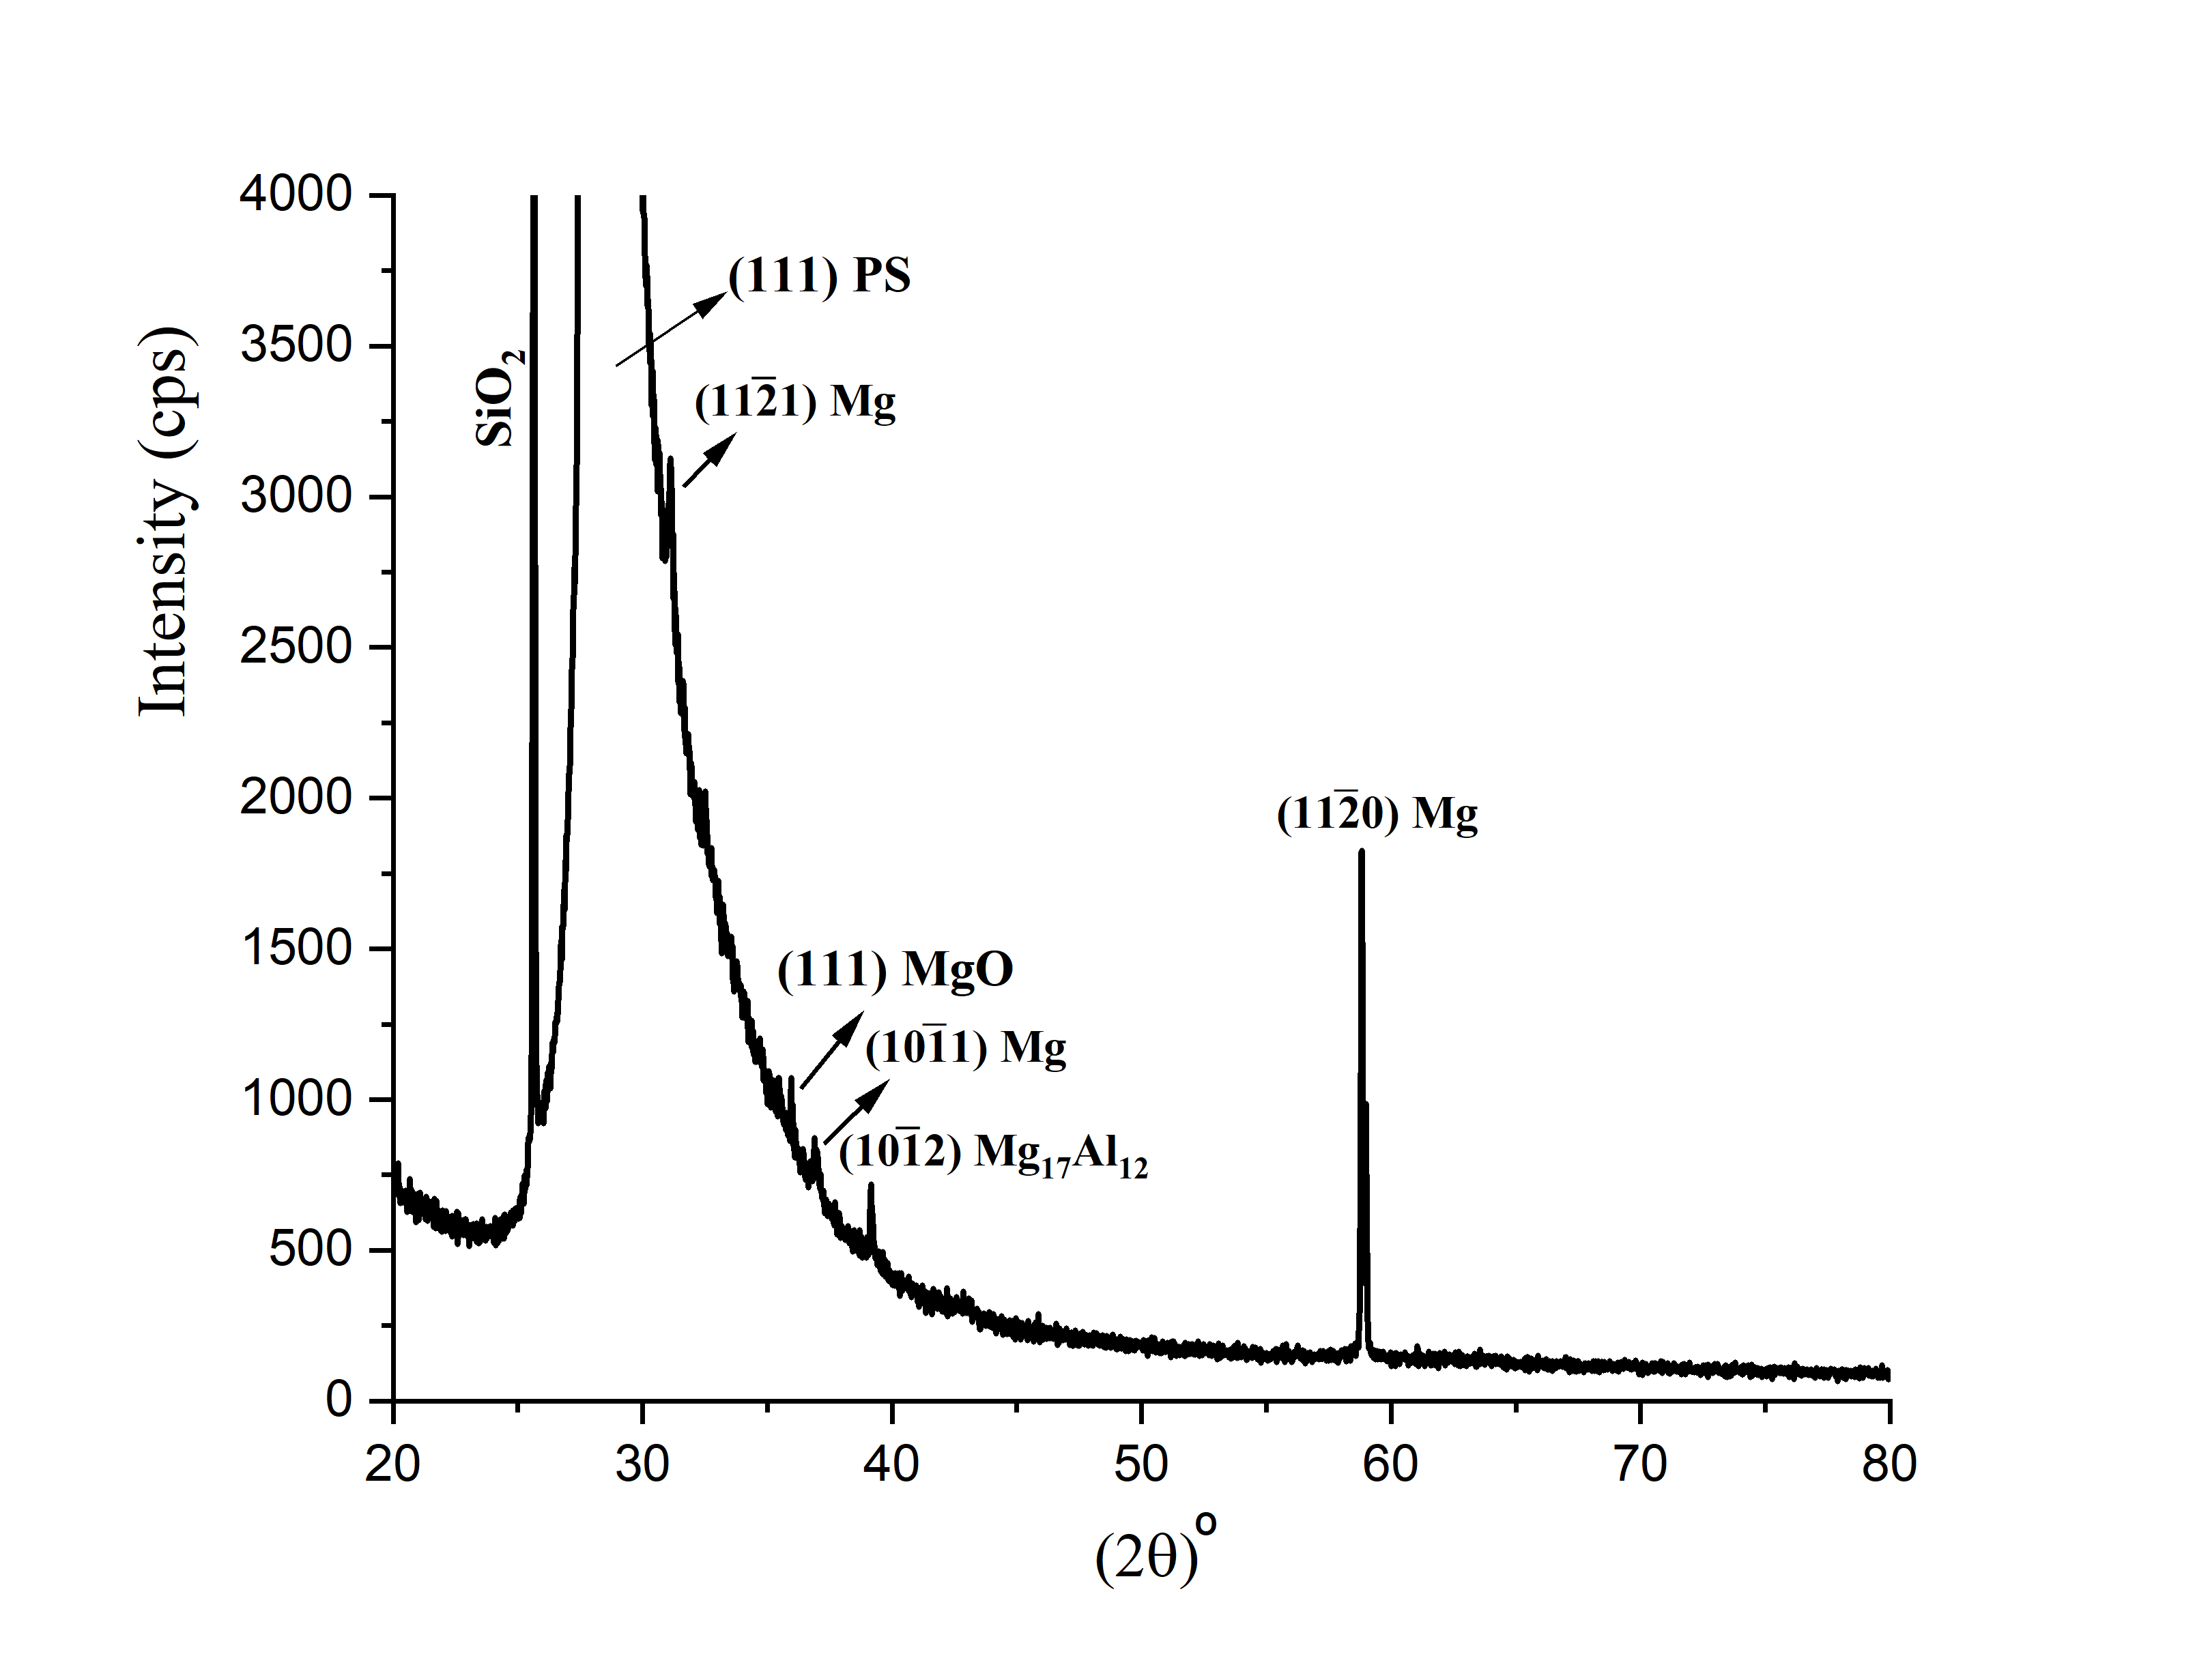 4000
3500
3000
2500
2000
1500
1000
500
0
Intensity (cps)
SiO₂
(111) PS
(112̅1) Mg
(111) MgO
(101̅1) Mg
(101̅2) Mg₁₇Al₁₂
(112̅0) Mg
20 30 40 50 60 70 80
(2θ)°